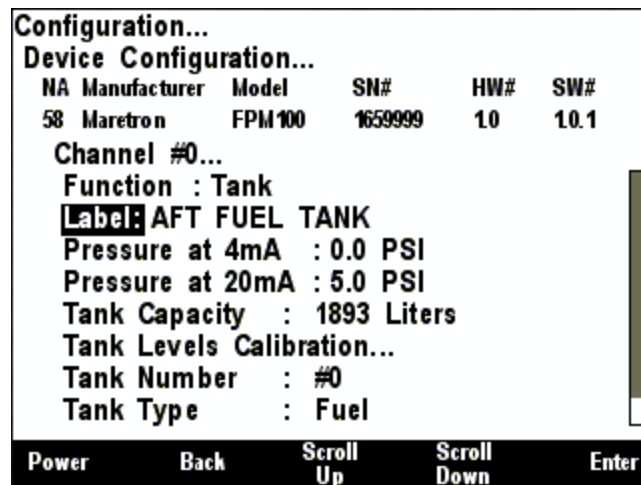 Configuration...
Device Configuration...
NA Manufacturer Model SN# HW# SW#
58 Maretron FPM100 1659999 1.0 1.0.1
Channel #0...
Function : Tank
Label: AFT FUEL TANK
Pressure at 4mA : 0.0 PSI
Pressure at 20mA : 5.0 PSI
Tank Capacity : 1893 Liters
Tank Levels Calibration...
Tank Number : #0
Tank Type : Fuel
Power Back Scroll Up Scroll Down Enter